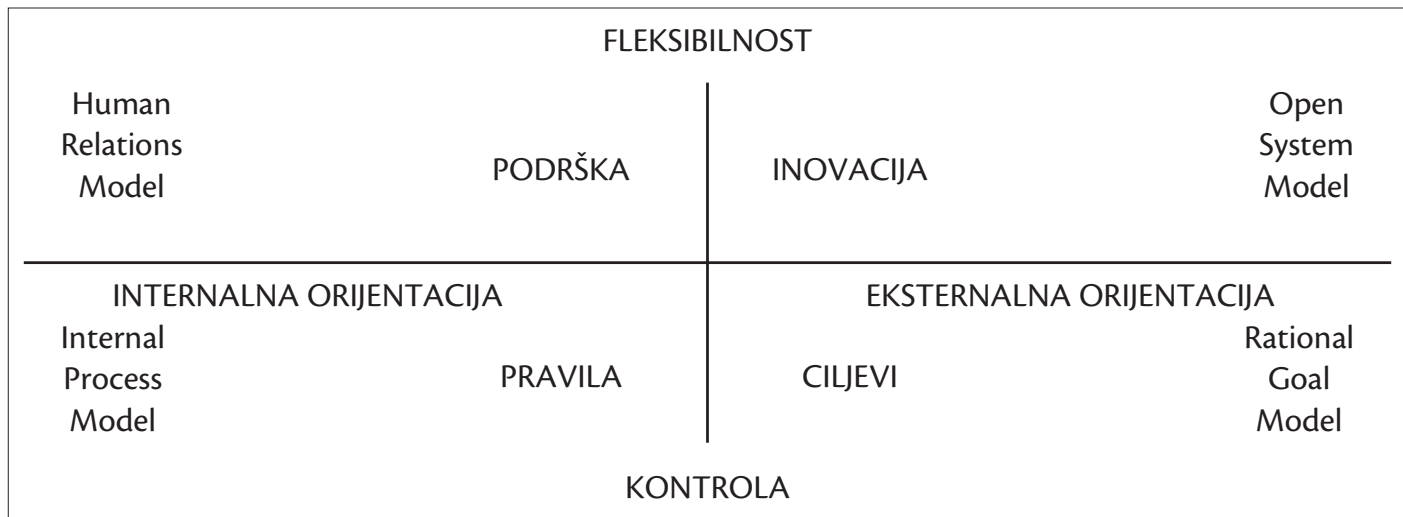 FLEKSIBILNOST
Human
Relations
Model
PODRŠKA
INOVACIJA
Open
System
Model
INTERNALNA ORIJENTACIJA
EKSTERNALNA ORIJENTACIJA
Internal
Process
Model
PRAVILA
CILJEVI
Rational
Goal
Model
KONTROLA